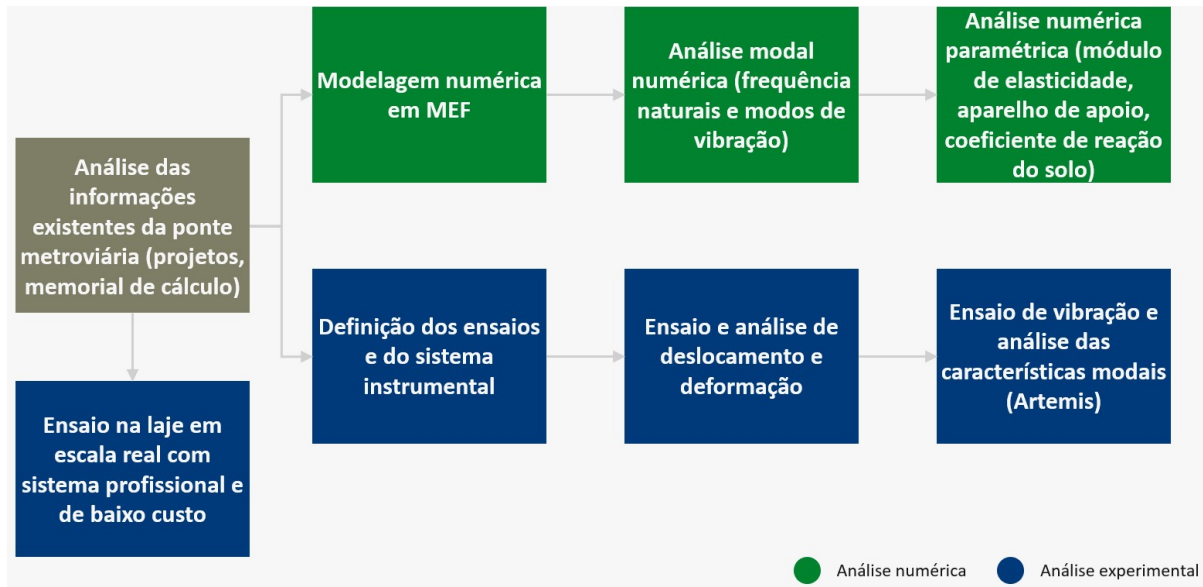 Análise das
informações
existentes da ponte
metroviária (projetos,
memorial de cálculo)
Modelagem numérica
em MEF
Análise modal
numérica (frequência
naturais e modos de
vibração)
Análise numérica
paramétrica (módulo
de elasticidade,
aparelho de apoio,
coeficiente de reação
do solo)
Definição dos ensaios
e do sistema
instrumental
Ensaio e análise de
deslocamento e
deformação
Ensaio de vibração e
análise das
características modais
(Artemis)
Ensaio na laje em
escala real com
sistema profissional e
de baixo custo
Análise numérica
Análise experimental